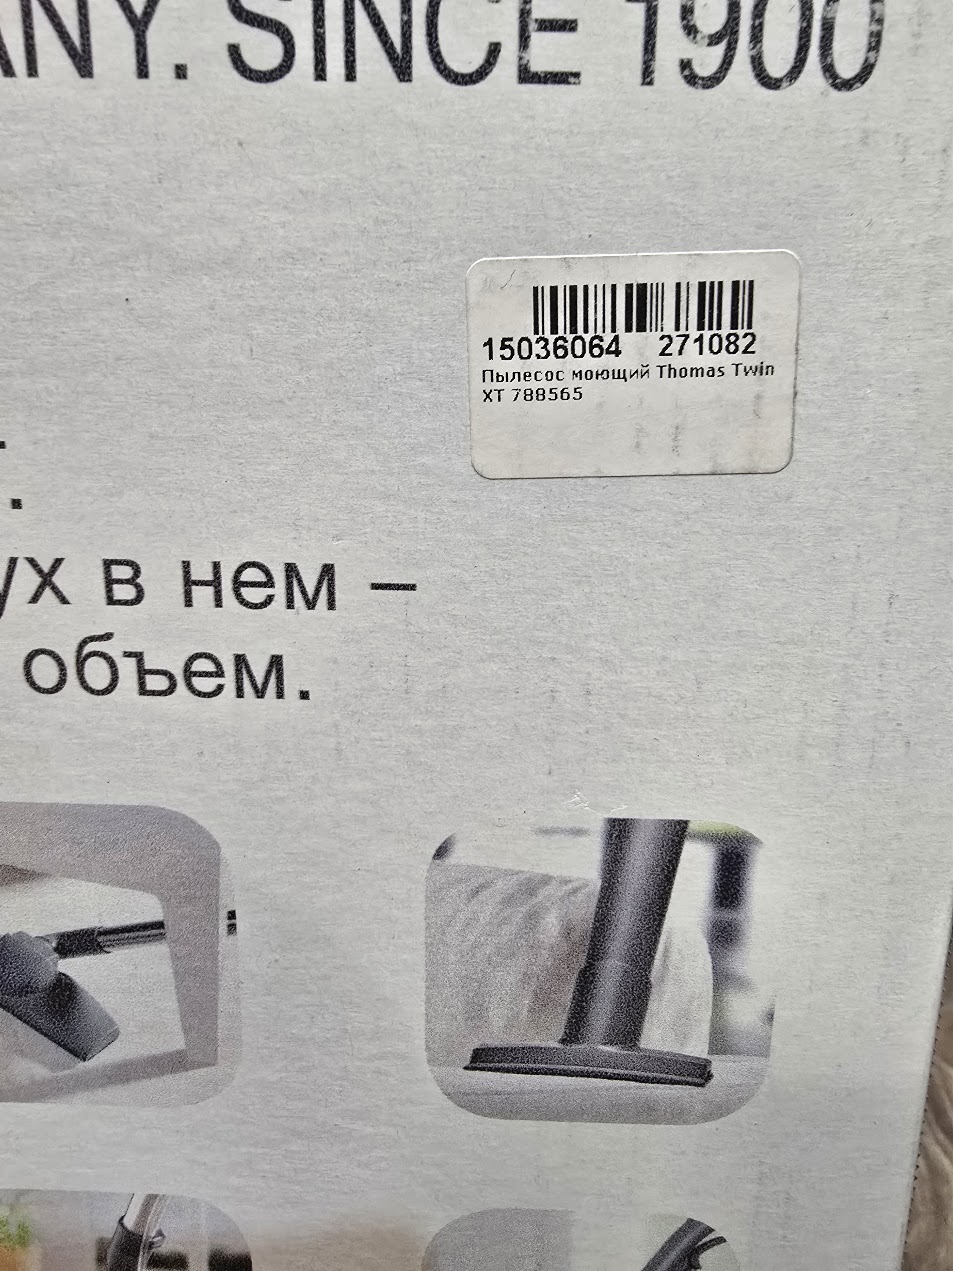 ANY. SINCE 1900
15036064 271082
Пылесос моющий Thomas Twin
XT 788565
ух в нем –
объем.